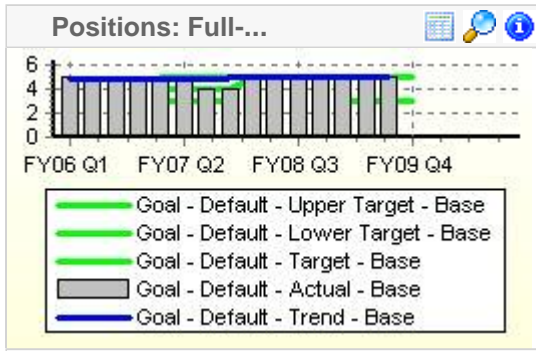 Positions: Full-...
6
4
2
0
FY06 Q1 FY07 Q2 FY08 Q3 FY09 Q4
Goal - Default - Upper Target - Base
Goal - Default - Lower Target - Base
Goal - Default - Target - Base
Goal - Default - Actual - Base
Goal - Default - Trend - Base